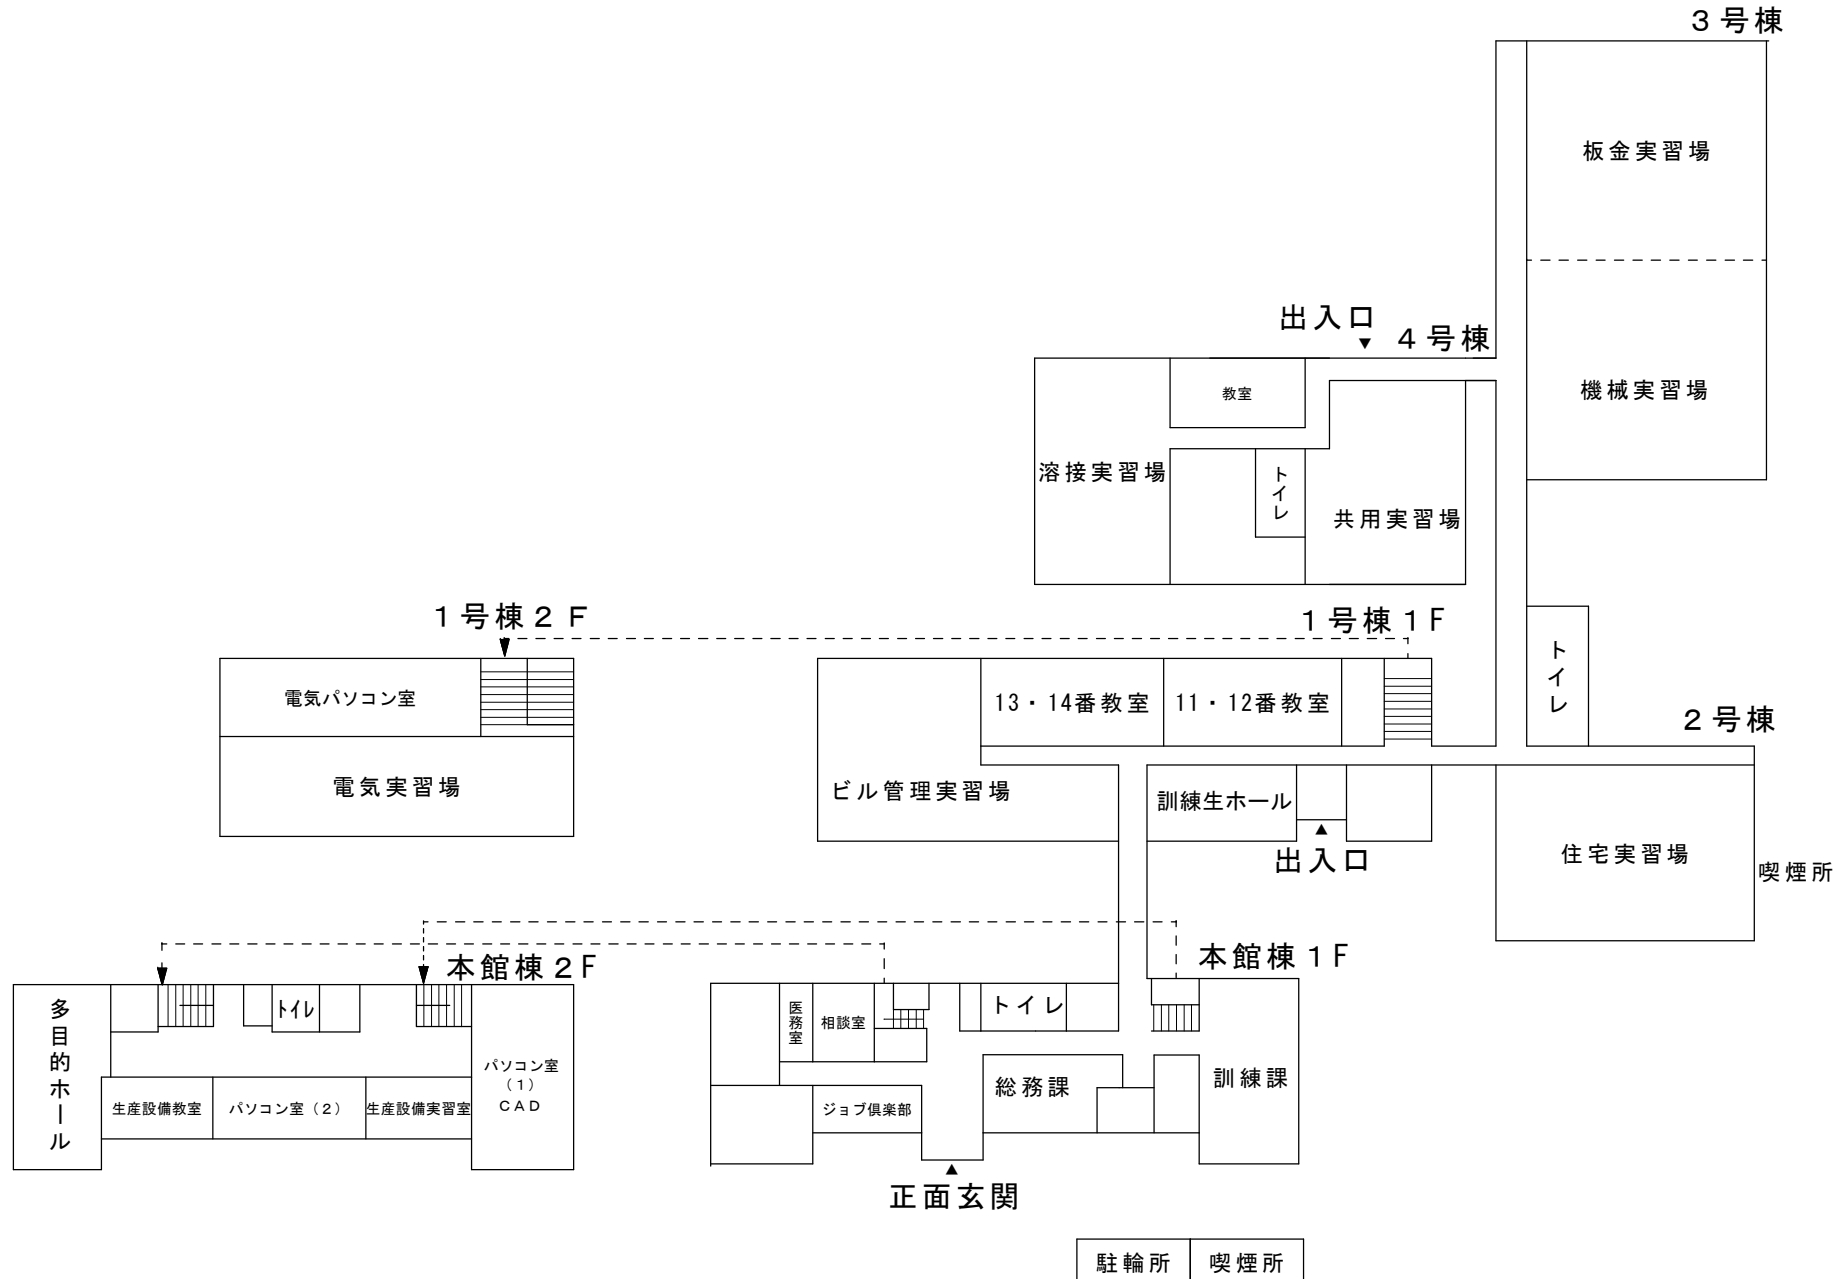 3号棟
板金実習場
出入口
4号棟
機械実習場
教室
溶接実習場
トイレ
共用実習場
1号棟2F
1号棟1F
トイレ
電気パソコン室
13・14番教室
11・12番教室
2号棟
電気実習場
ビル管理実習場
訓練生ホール
出入口
住宅実習場
喫煙所
本館棟2F
本館棟1F
多目的ホール
トイレ
医務室
相談室
トイレ
パソコン室
(1)
CAD
総務課
訓練課
生産設備教室
パソコン室(2)
生産設備実習室
ジョブ倶楽部
正面玄関
駐輪所
喫煙所